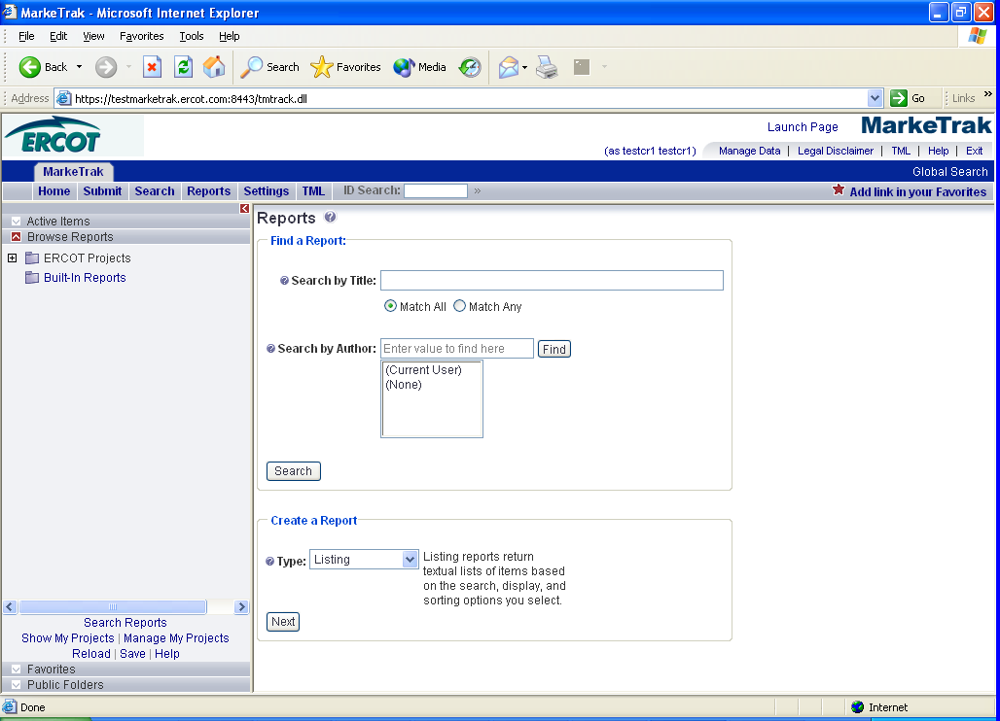 MarkeTrak - Microsoft Internet Explorer
File Edit View Favorites Tools Help
Back Search Favorites Media
Address https://testmarketrak.ercot.com:8443/tmtrack.dll Go Links »
ERCOT Launch Page MarkeTrak
(as testcr1 testcr1) Manage Data | Legal Disclaimer | TML | Help | Exit
MarkeTrak Global Search
Home Submit Search Reports Settings TML ID Search: » Add link in your Favorites
Active Items
Browse Reports
ERCOT Projects
Built-In Reports
Search Reports
Show My Projects | Manage My Projects
Reload | Save | Help
Favorites
Public Folders
Reports
Find a Report:
Search by Title:
Match All Match Any
Search by Author: Enter value to find here Find
(Current User)
(None)
Search
Create a Report
Type: Listing
Listing reports return
textual lists of items based
on the search, display, and
sorting options you select.
Next
Done Internet